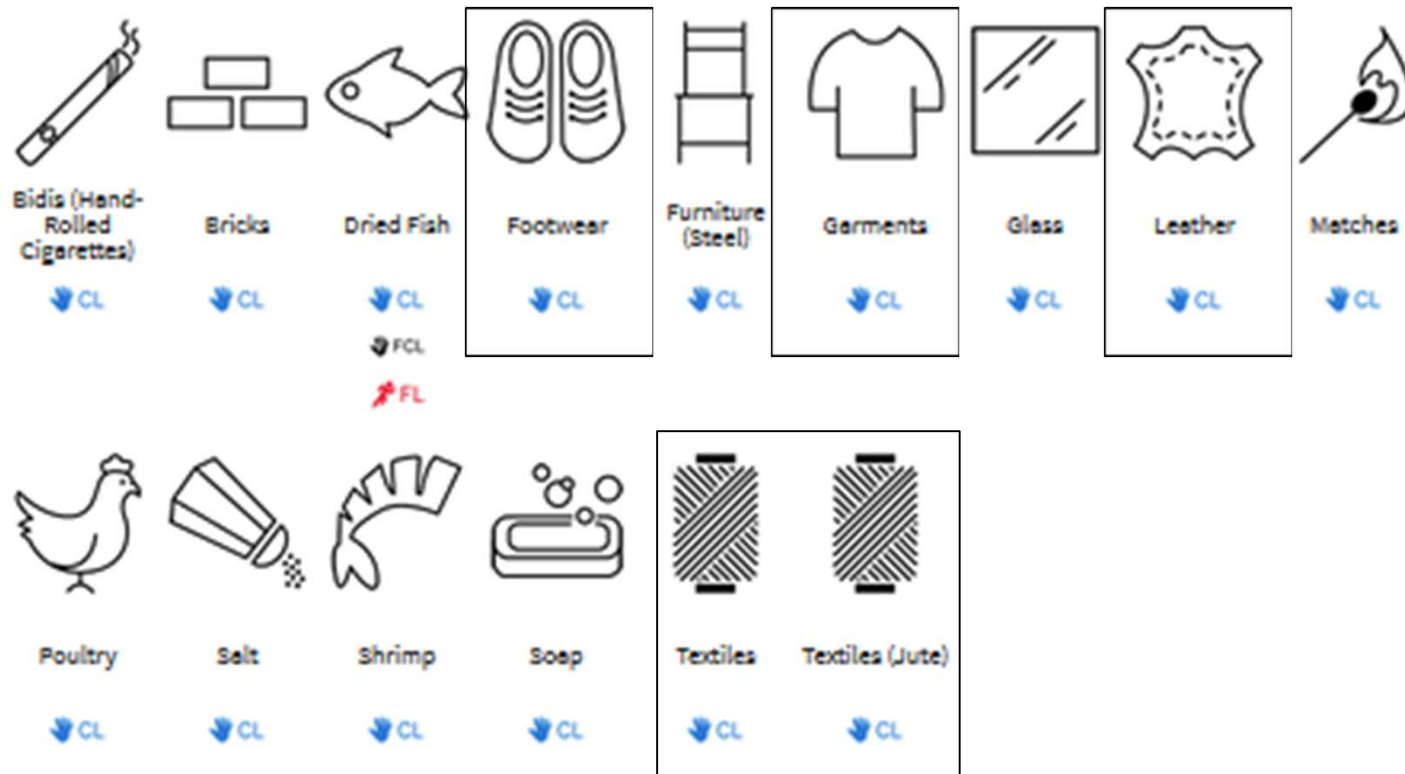 Bidis (Hand-
Rolled
Cigarettes)
Bricks
Dried Fish
Footwear
Furniture
(Steel)
Garments
Glass
Leather
Matches
CL
CL
CL
CL
CL
CL
CL
CL
CL
FCL
FL
Poultry
Salt
Shrimp
Soap
Textiles
Textiles (Jute)
CL
CL
CL
CL
CL
CL